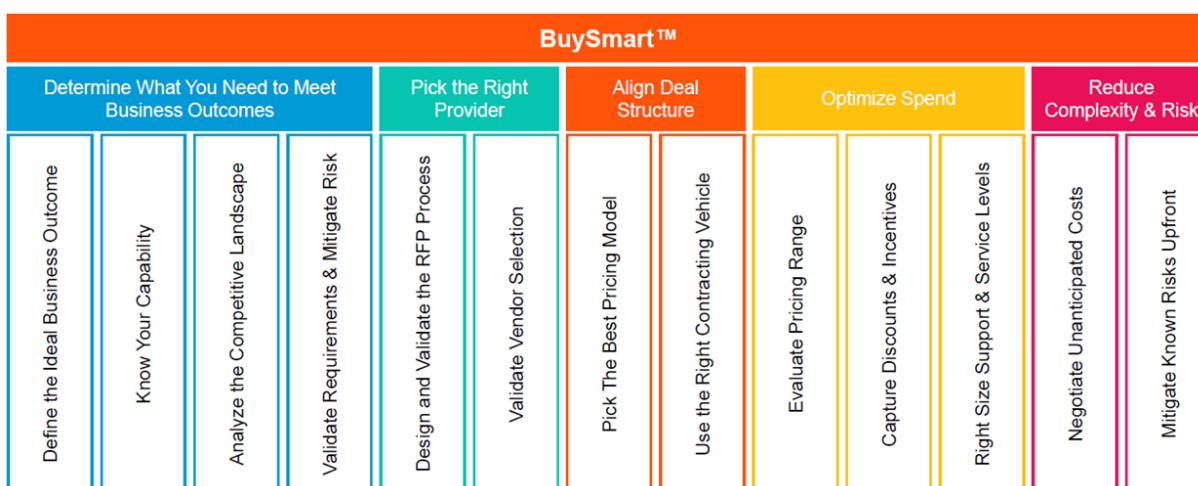 BuySmart™
Determine What You Need to Meet
Business Outcomes
Pick the Right
Provider
Align Deal
Structure
Optimize Spend
Reduce
Complexity & Risk
Define the Ideal Business Outcome
Know Your Capability
Analyze the Competitive Landscape
Validate Requirements & Mitigate Risk
Design and Validate the RFP Process
Validate Vendor Selection
Pick The Best Pricing Model
Use the Right Contracting Vehicle
Evaluate Pricing Range
Capture Discounts & Incentives
Right Size Support & Service Levels
Negotiate Unanticipated Costs
Mitigate Known Risks Upfront